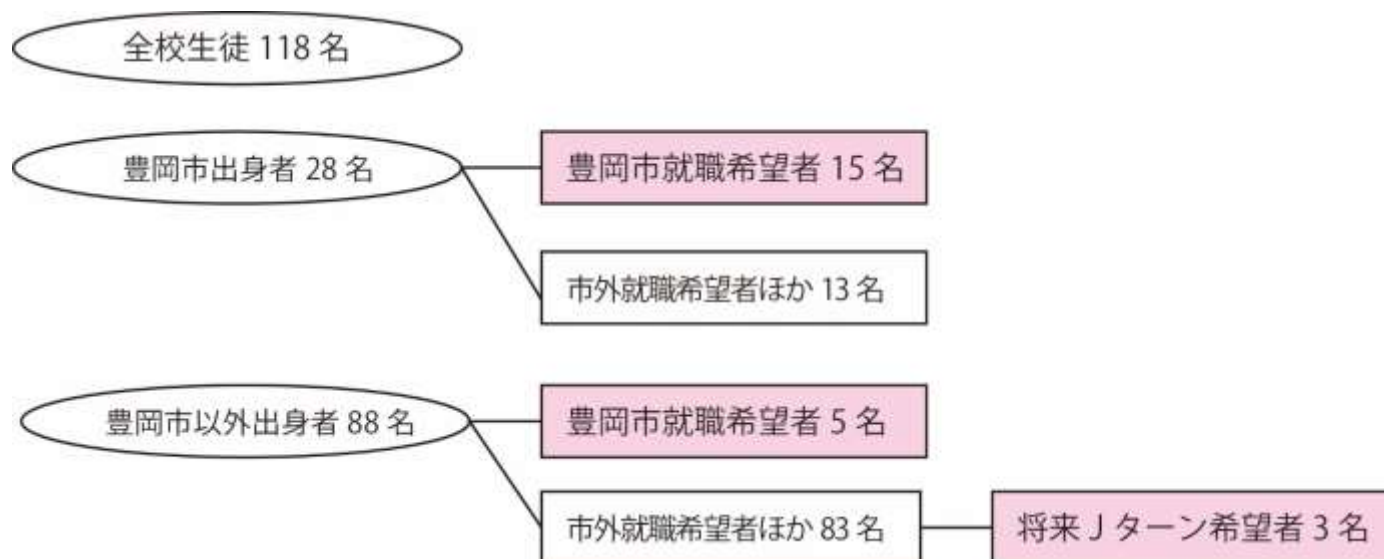 全校生徒 118 名
豊岡市出身者 28 名
豊岡市就職希望者 15 名
市外就職希望者ほか 13 名
豊岡市以外出身者 88 名
豊岡市就職希望者 5 名
市外就職希望者ほか 83 名
将来Jターン希望者 3 名